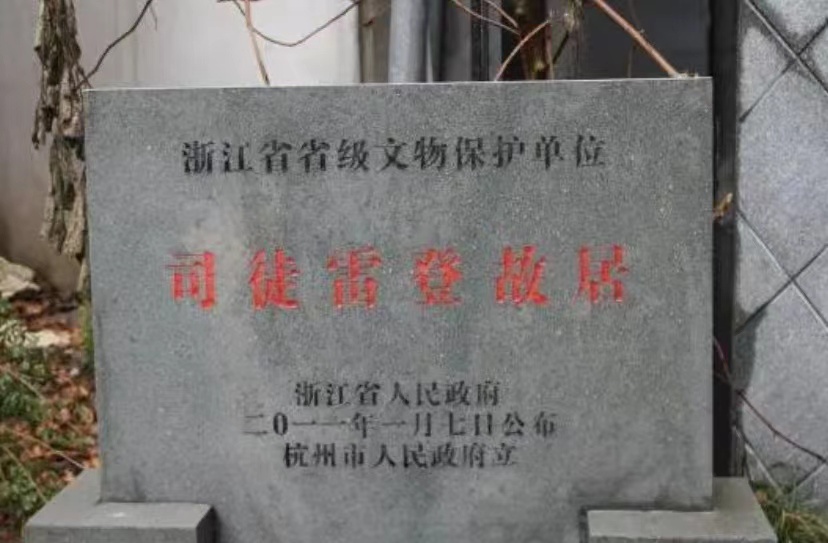 浙江省省级文物保护单位
司徒雷登故居
浙江省人民政府
二0一一年一月七日公布
杭州市人民政府立